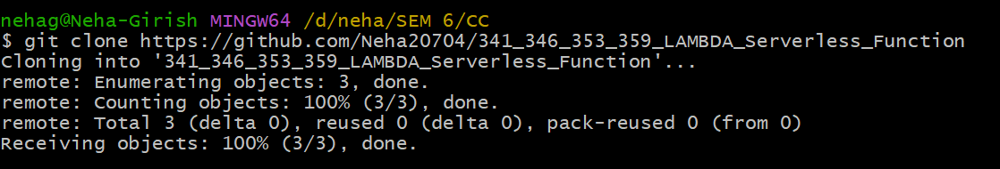 nehag@Neha-Girish MINGW64 /d/neha/SEM 6/CC
$ git clone https://github.com/Neha20704/341_346_353_359_LAMBDA_Serverless_Function
Cloning into '341_346_353_359_LAMBDA_Serverless_Function'...
remote: Enumerating objects: 3, done.
remote: Counting objects: 100% (3/3), done.
remote: Total 3 (delta 0), reused 0 (delta 0), pack-reused 0 (from 0)
Receiving objects: 100% (3/3), done.